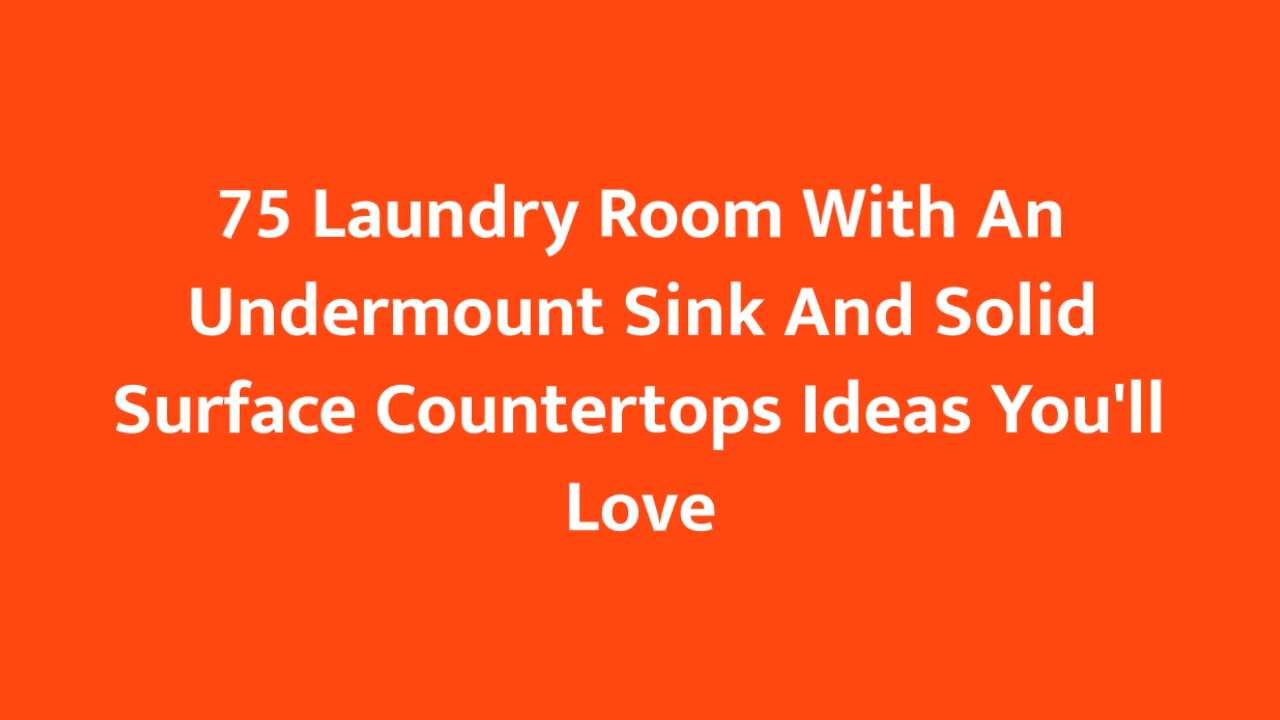 75 Laundry Room With An
Undermount Sink And Solid
Surface Countertops Ideas You'll
Love